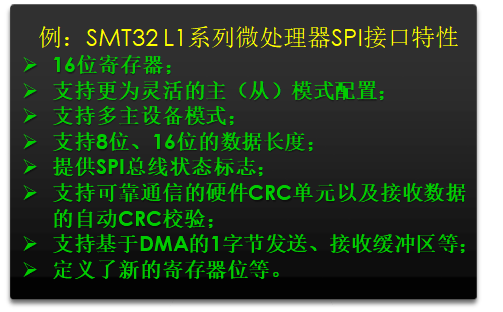 例：SMT32 L1系列微处理器SPI接口特性
➢ 16位寄存器；
➢ 支持更为灵活的主（从）模式配置；
➢ 支持多主设备模式；
➢ 支持8位、16位的数据长度；
➢ 提供SPI总线状态标志；
➢ 支持可靠通信的硬件CRC单元以及接收数据
的自动CRC校验；
➢ 支持基于DMA的1字节发送、接收缓冲区等；
➢ 定义了新的寄存器位等。